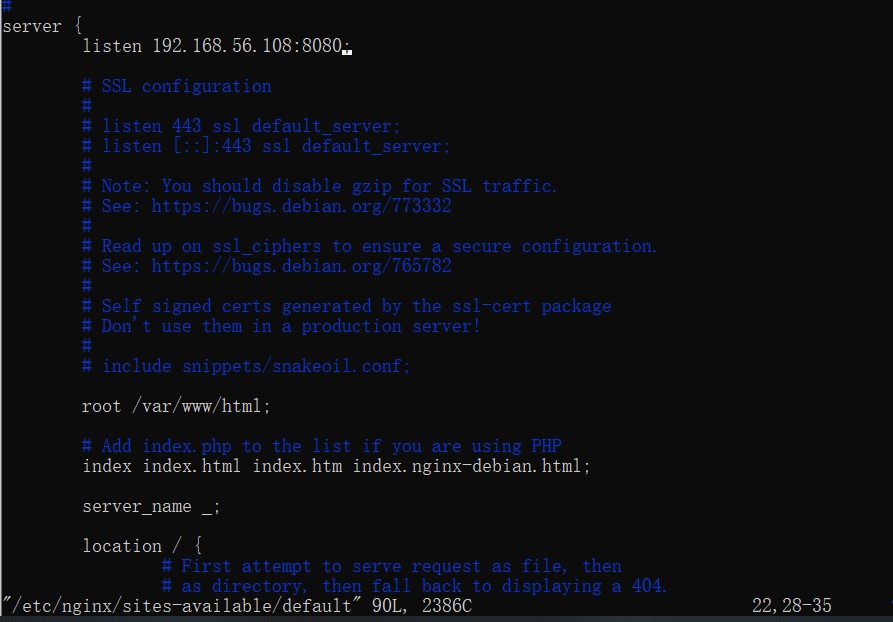 #
server {
listen 192.168.56.108:8080;
# SSL configuration
#
# listen 443 ssl default_server;
# listen [::]:443 ssl default_server;
#
# Note: You should disable gzip for SSL traffic.
# See: https://bugs.debian.org/773332
#
# Read up on ssl_ciphers to ensure a secure configuration.
# See: https://bugs.debian.org/765782
#
# Self signed certs generated by the ssl-cert package
# Don't use them in a production server!
#
# include snippets/snakeoil.conf;
root /var/www/html;
# Add index.php to the list if you are using PHP
index index.html index.htm index.nginx-debian.html;
server_name _;
location / {
# First attempt to serve request as file, then
# as directory, then fall back to displaying a 404.
"/etc/nginx/sites-available/default" 90L, 2386C 22,28-35